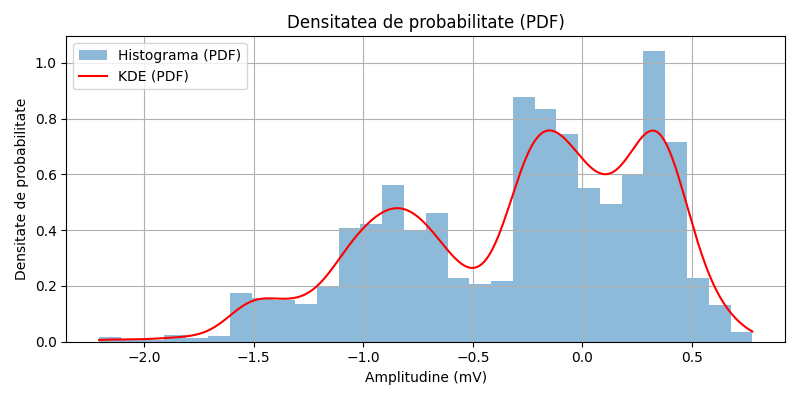 Densitatea de probabilitate (PDF)
Histograma (PDF)
KDE (PDF)
Densitate de probabilitate
1.0
0.8
0.6
0.4
0.2
0.0
−2.0 −1.5 −1.0 −0.5 0.0 0.5
Amplitudine (mV)